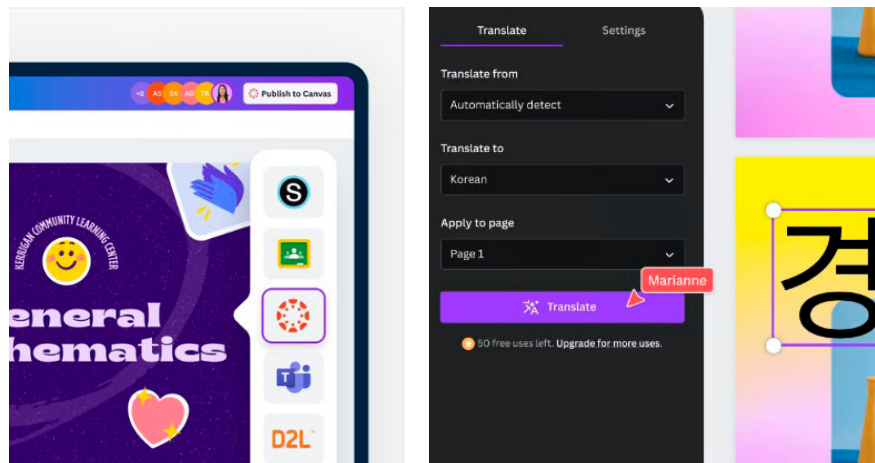 +8 AS SK AD TR Publish to Canvas
KERRIGAN COMMUNITY LEARNING CENTER
eneral
hematics
S
T
D2L
Translate Settings
Translate from
Automatically detect
Translate to
Korean
Apply to page
Page 1
Marianne
Translate
50 free uses left. Upgrade for more uses.
경